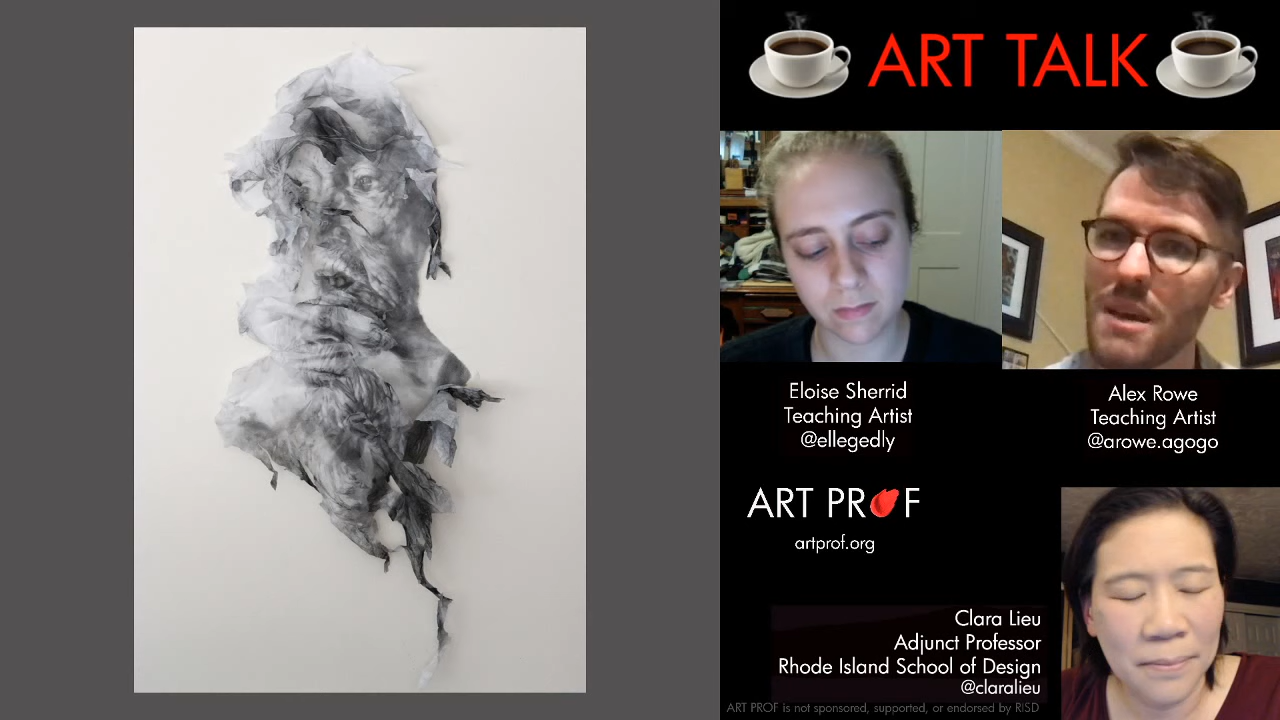 ART TALK
Eloise Sherrid
Teaching Artist
@ellegedly
Alex Rowe
Teaching Artist
@arowe.agogo
ART PROF
artprof.org
Clara Lieu
Adjunct Professor
Rhode Island School of Design
@claralieu
ART PROF is not sponsored, supported, or endorsed by RISD